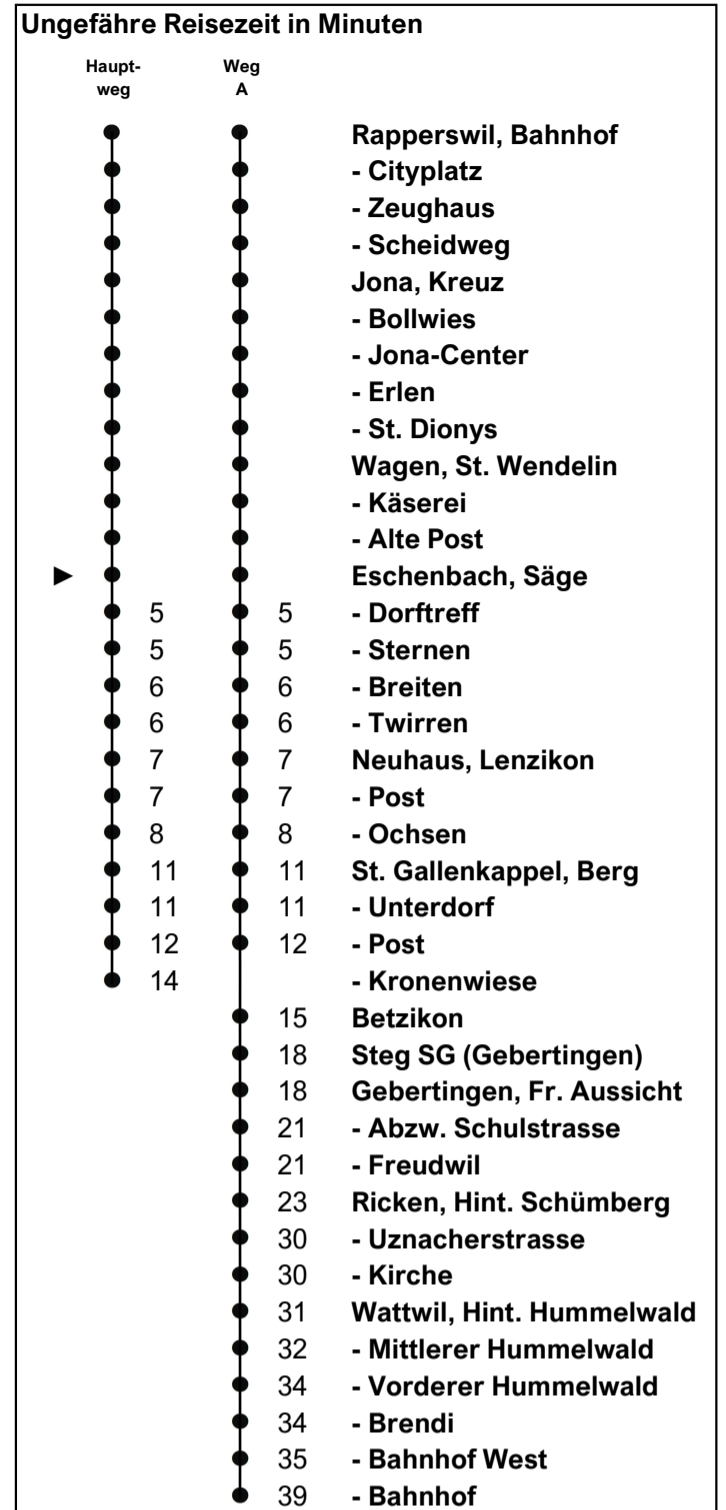 Ungefähre Reisezeit in Minuten
Haupt- Weg
weg A
Rapperswil, Bahnhof
- Cityplatz
- Zeughaus
- Scheidweg
Jona, Kreuz
- Bollwies
- Jona-Center
- Erlen
- St. Dionys
Wagen, St. Wendelin
- Käserei
- Alte Post
► Eschenbach, Säge
5 5 - Dorftreff
5 5 - Sternen
6 6 - Breiten
6 6 - Twirren
7 7 Neuhaus, Lenzikon
7 7 - Post
8 8 - Ochsen
11 11 St. Gallenkappel, Berg
11 11 - Unterdorf
12 12 - Post
14 - Kronenwiese
15 Betzikon
18 Steg SG (Gebertingen)
18 Gebertingen, Fr. Aussicht
21 - Abzw. Schulstrasse
21 - Freudwil
23 Ricken, Hint. Schümberg
30 - Uznacherstrasse
30 - Kirche
31 Wattwil, Hint. Hummelwald
32 - Mittlerer Hummelwald
34 - Vorderer Hummelwald
34 - Brendi
35 - Bahnhof West
39 - Bahnhof